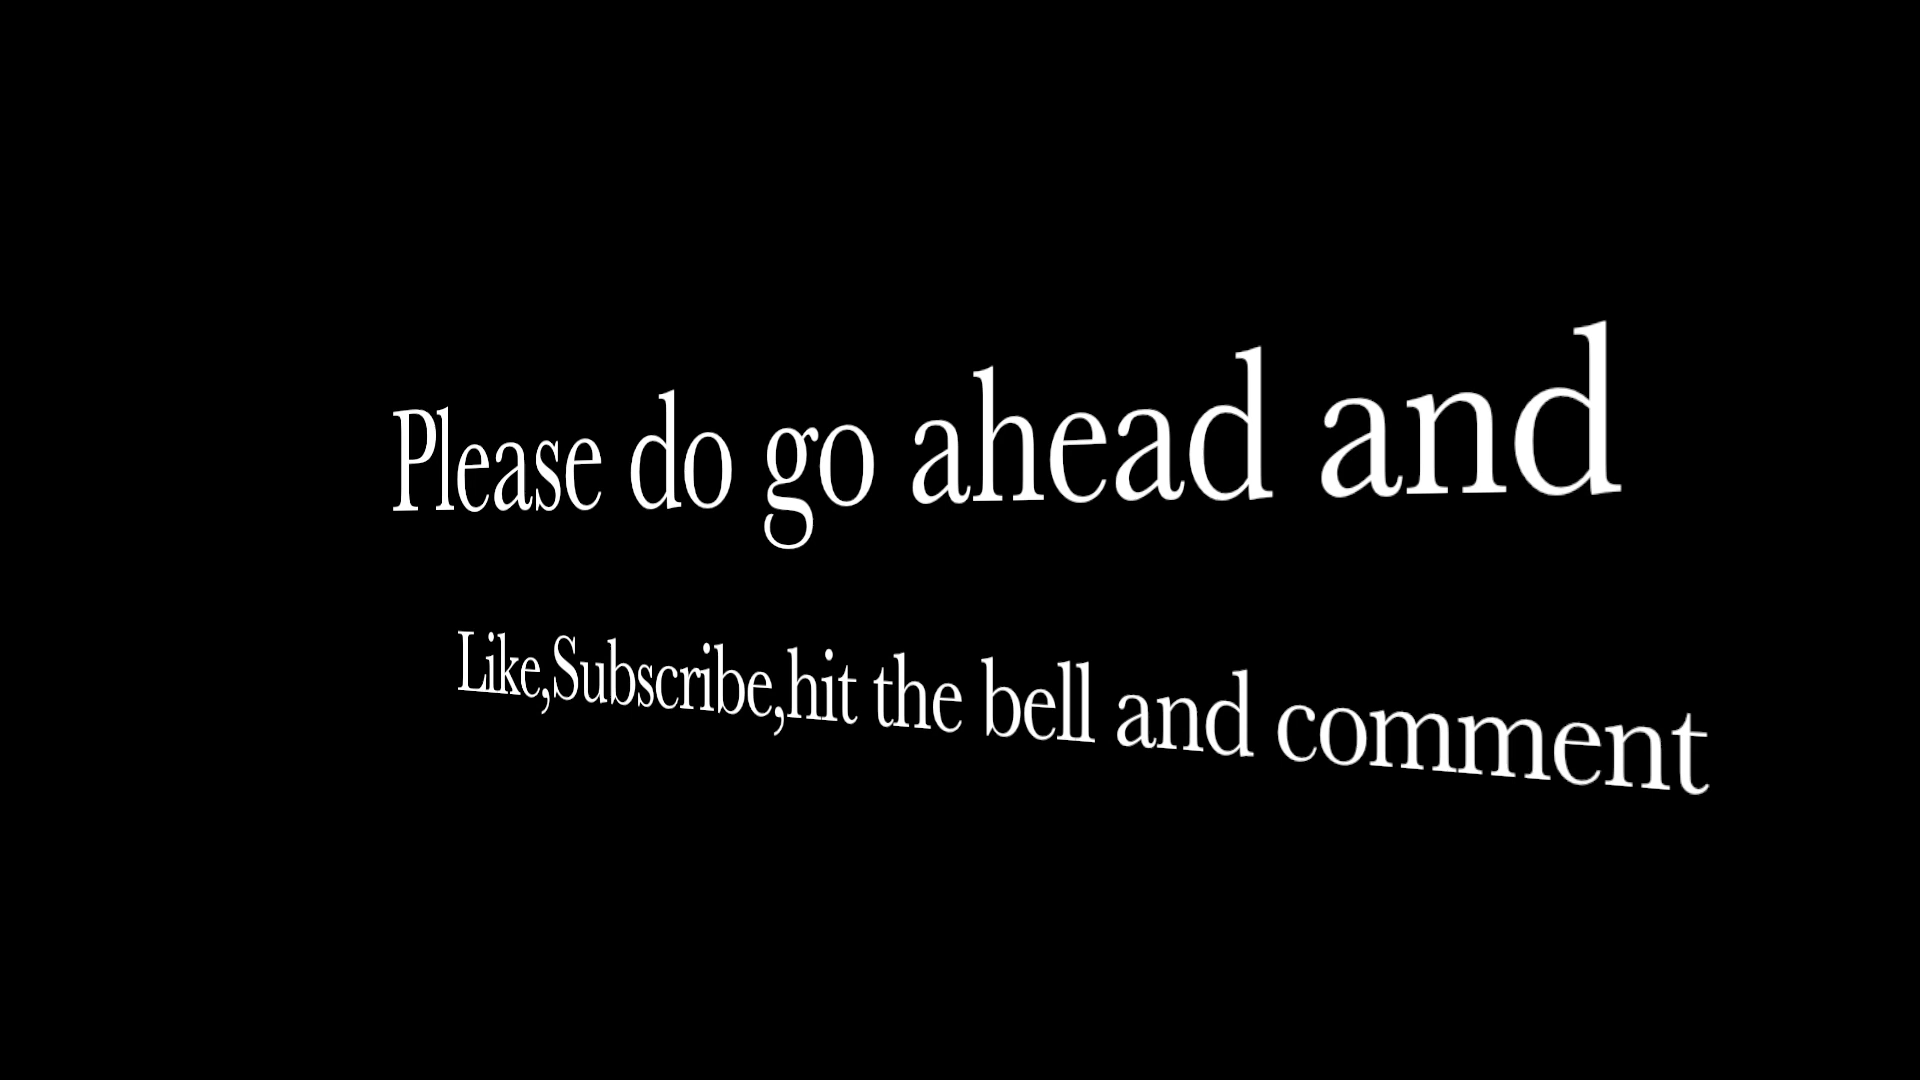 Please do go ahead and
Like,Subscribe,hit the bell and comment